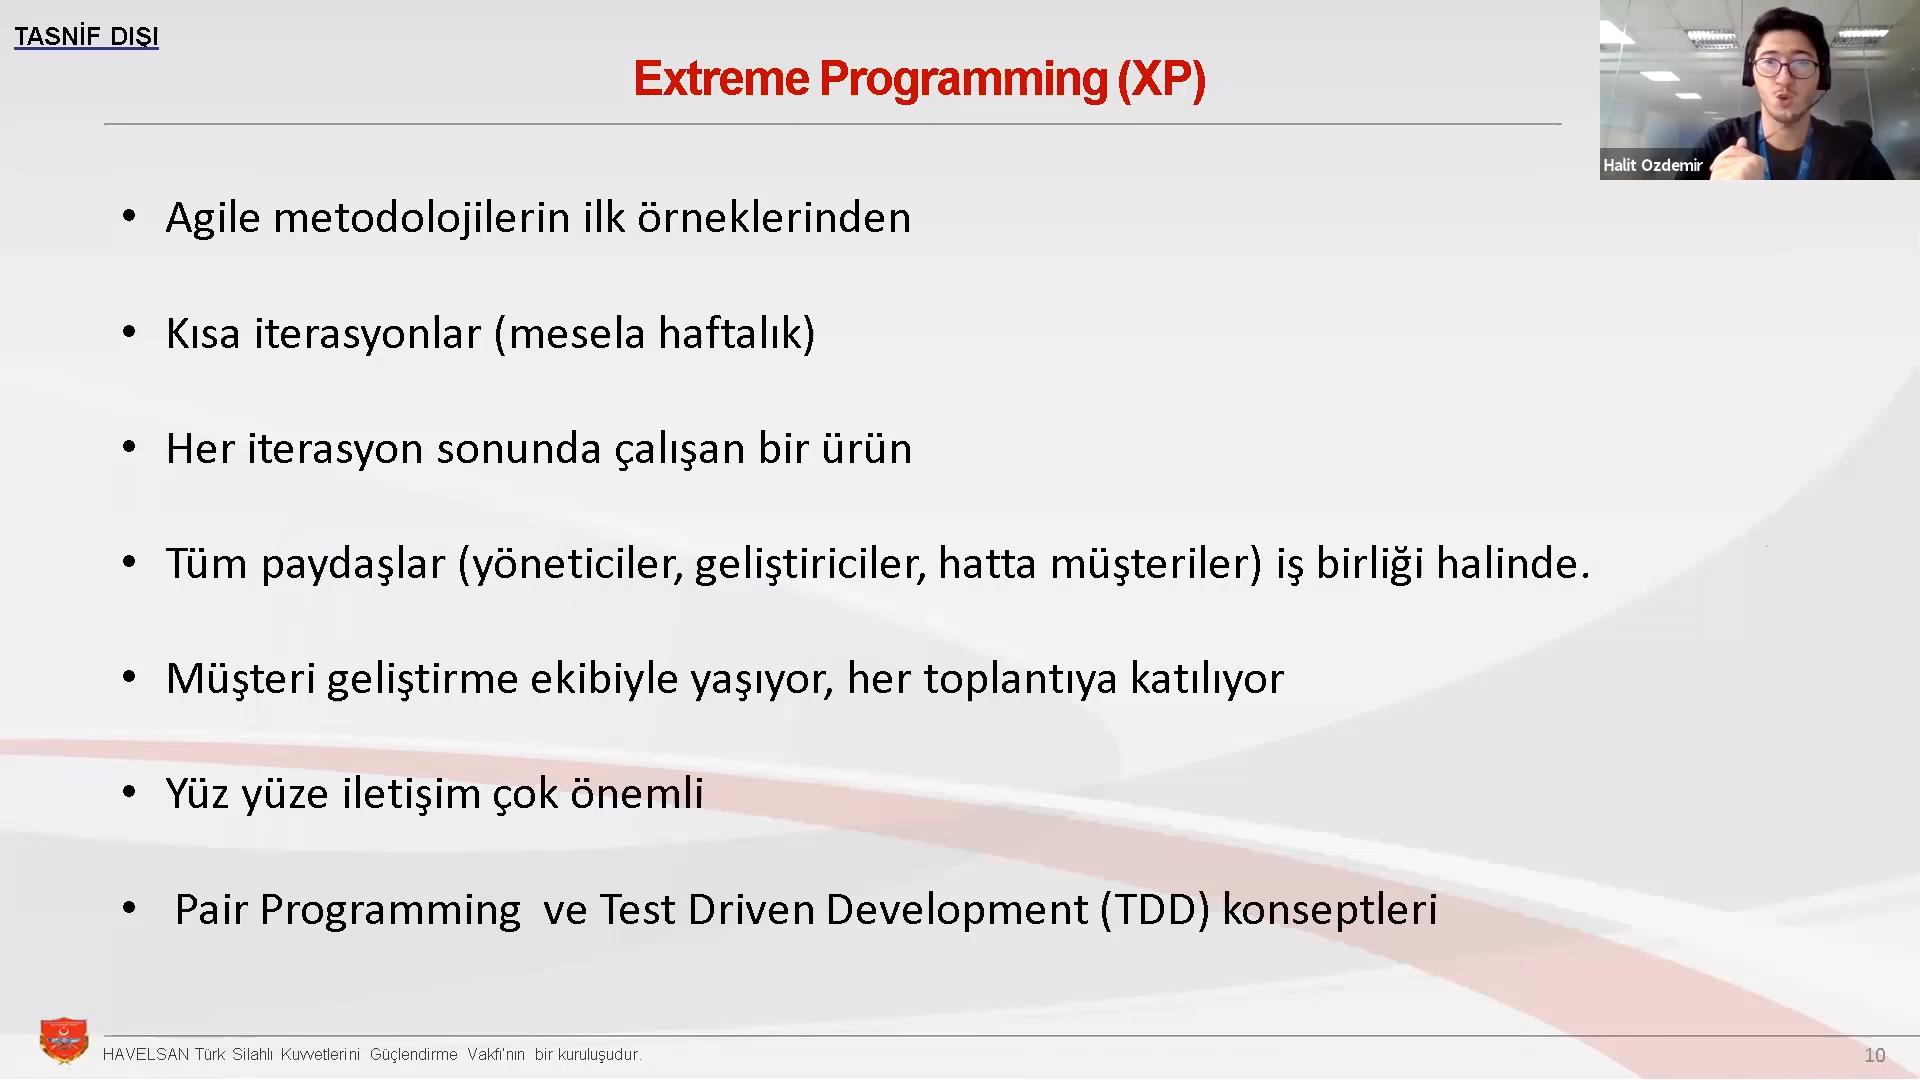 TASNİF DIŞI
Extreme Programming (XP)
Halit Ozdemir
• Agile metodolojilerin ilk örneklerinden
• Kısa iterasyonlar (mesela haftalık)
• Her iterasyon sonunda çalışan bir ürün
• Tüm paydaşlar (yöneticiler, geliştiriciler, hatta müşteriler) iş birliği halinde.
• Müşteri geliştirme ekibiyle yaşıyor, her toplantıya katılıyor
• Yüz yüze iletişim çok önemli
• Pair Programming ve Test Driven Development (TDD) konseptleri
HAVELSAN Türk Silahlı Kuvvetlerini Güçlendirme Vakfı'nın bir kuruluşudur.
10